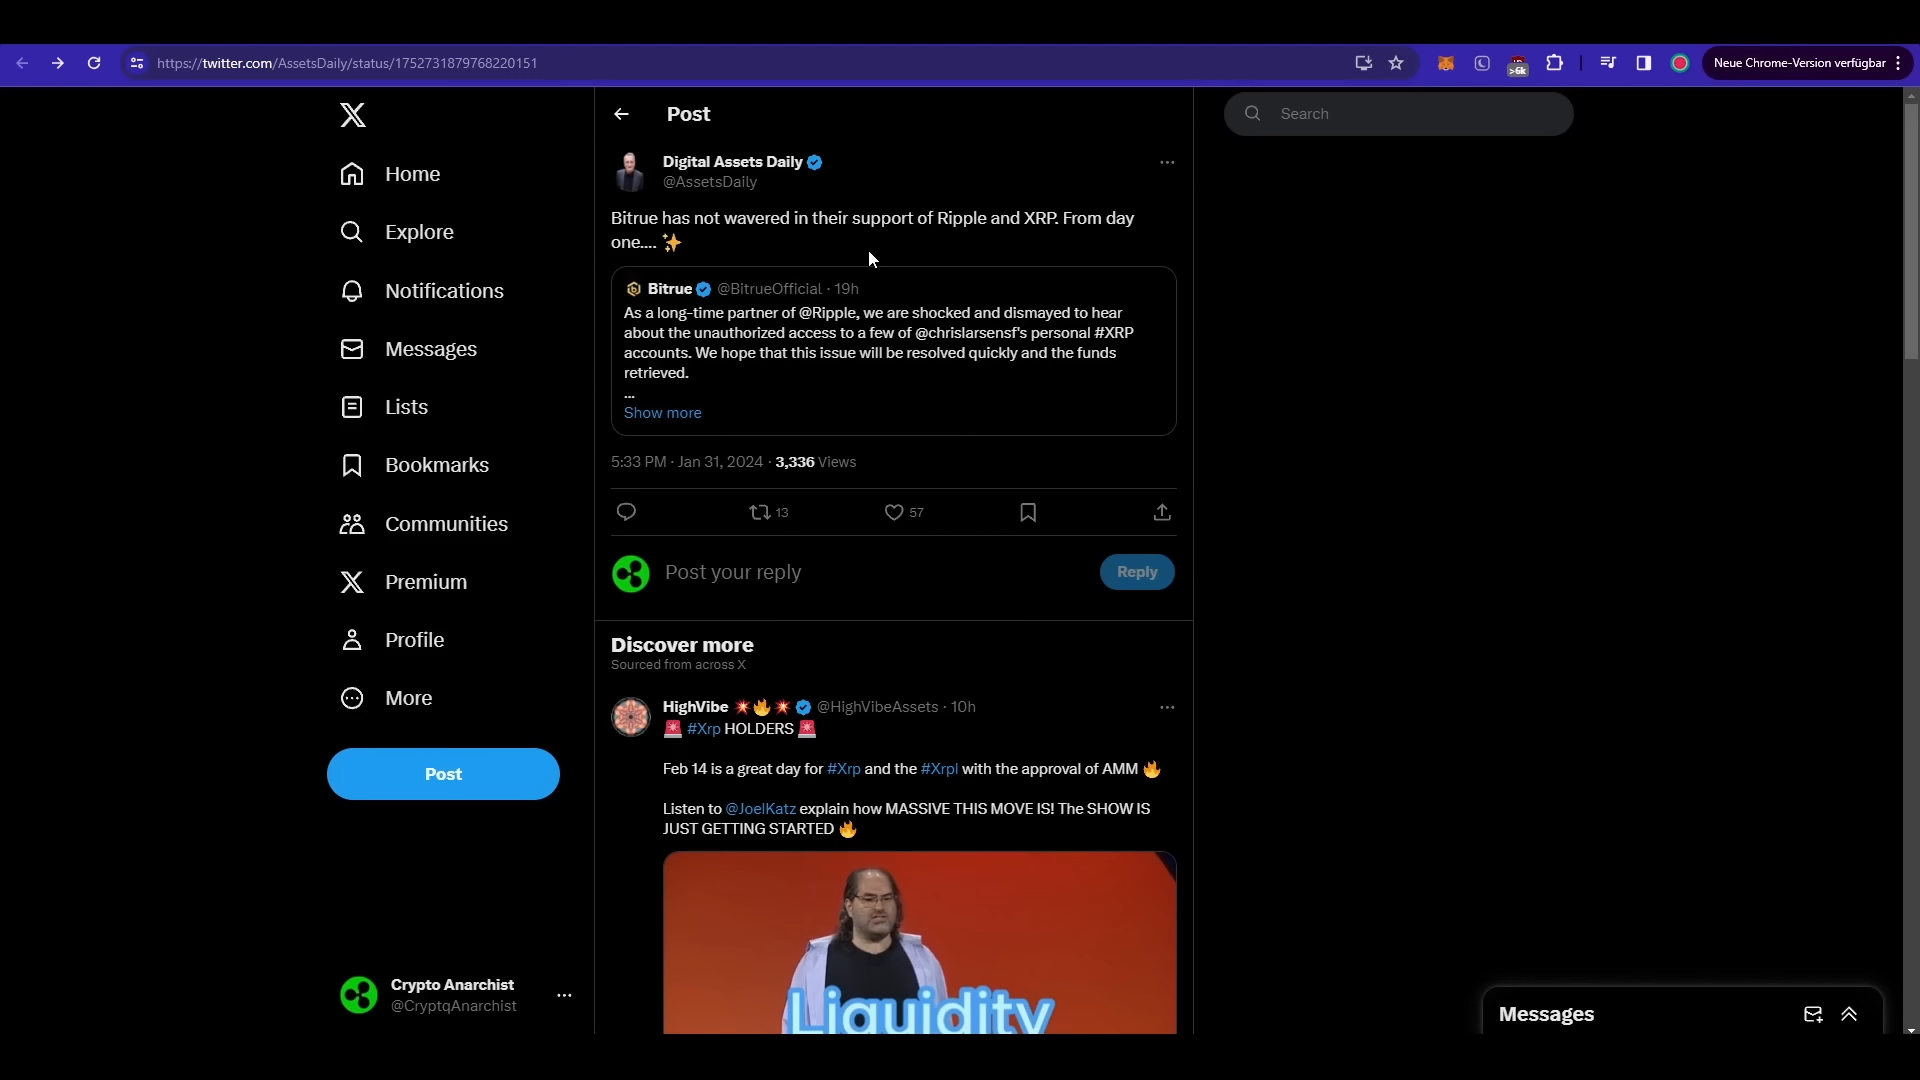 https://twitter.com/AssetsDaily/status/1752731879768220151
>6k
Neue Chrome-Version verfügbar
Home
Explore
Notifications
Messages
Lists
Bookmarks
Communities
Premium
Profile
More
Post
Crypto Anarchist
@CryptqAnarchist
Post
Digital Assets Daily
@AssetsDaily
Bitrue has not wavered in their support of Ripple and XRP. From day
one.... ✨
Bitrue @BitrueOfficial · 19h
As a long-time partner of @Ripple, we are shocked and dismayed to hear
about the unauthorized access to a few of @chrislarsensf's personal #XRP
accounts. We hope that this issue will be resolved quickly and the funds
retrieved.
...
Show more
5:33 PM · Jan 31, 2024 · 3,336 Views
13
57
Post your reply
Reply
Discover more
Sourced from across X
HighVibe 💥🔥💥 @HighVibeAssets · 10h
🚨 #Xrp HOLDERS 🚨
Feb 14 is a great day for #Xrp and the #Xrpl with the approval of AMM 🔥
Listen to @JoelKatz explain how MASSIVE THIS MOVE IS! The SHOW IS
JUST GETTING STARTED 🔥
Liquidity
Search
Messages